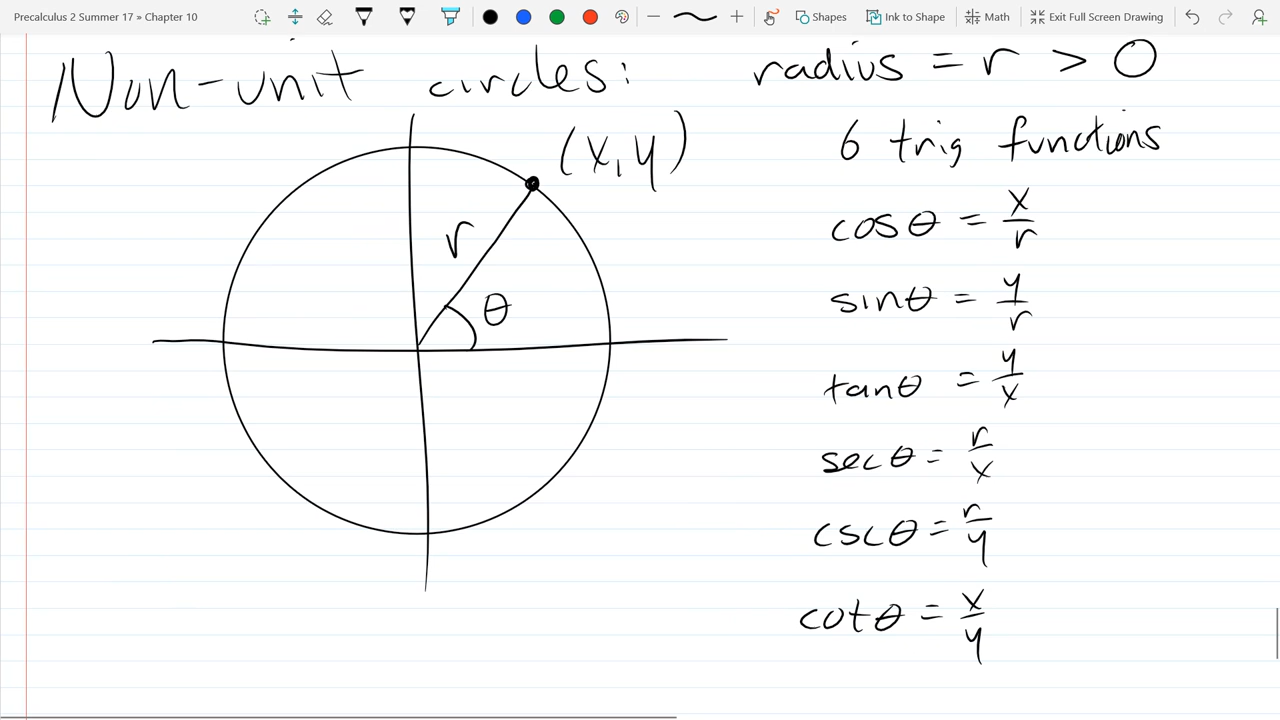 Precalculus 2 Summer 17 » Chapter 10
Shapes
Ink to Shape
Math
Exit Full Screen Drawing
Non-unit circles: radius = r > 0
(x,y)
r
θ
6 trig functions
cosθ = x/r
sinθ = y/r
tanθ = y/x
secθ = r/x
cscθ = r/y
cotθ = x/y